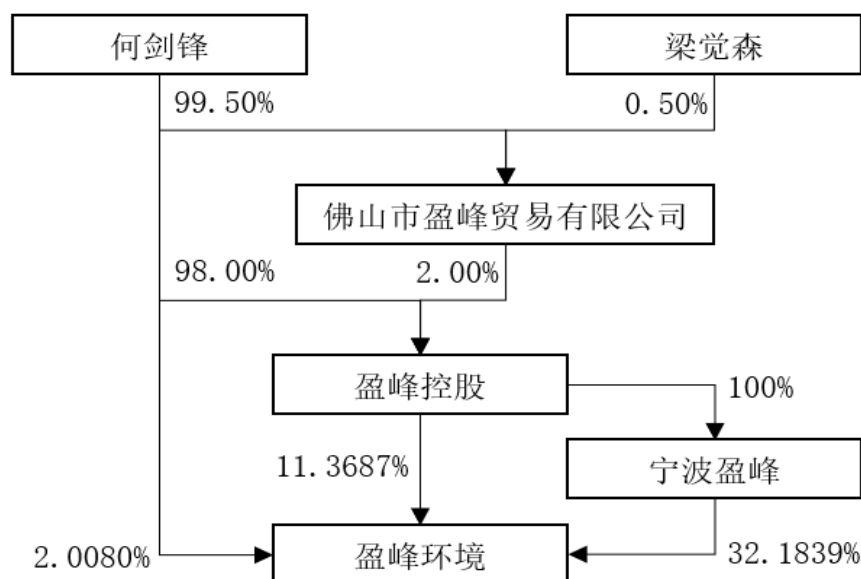 何剑锋
梁觉森
99.50%
0.50%
佛山市盈峰贸易有限公司
98.00%
2.00%
盈峰控股
100%
11.3687%
宁波盈峰
2.0080%
盈峰环境
32.1839%